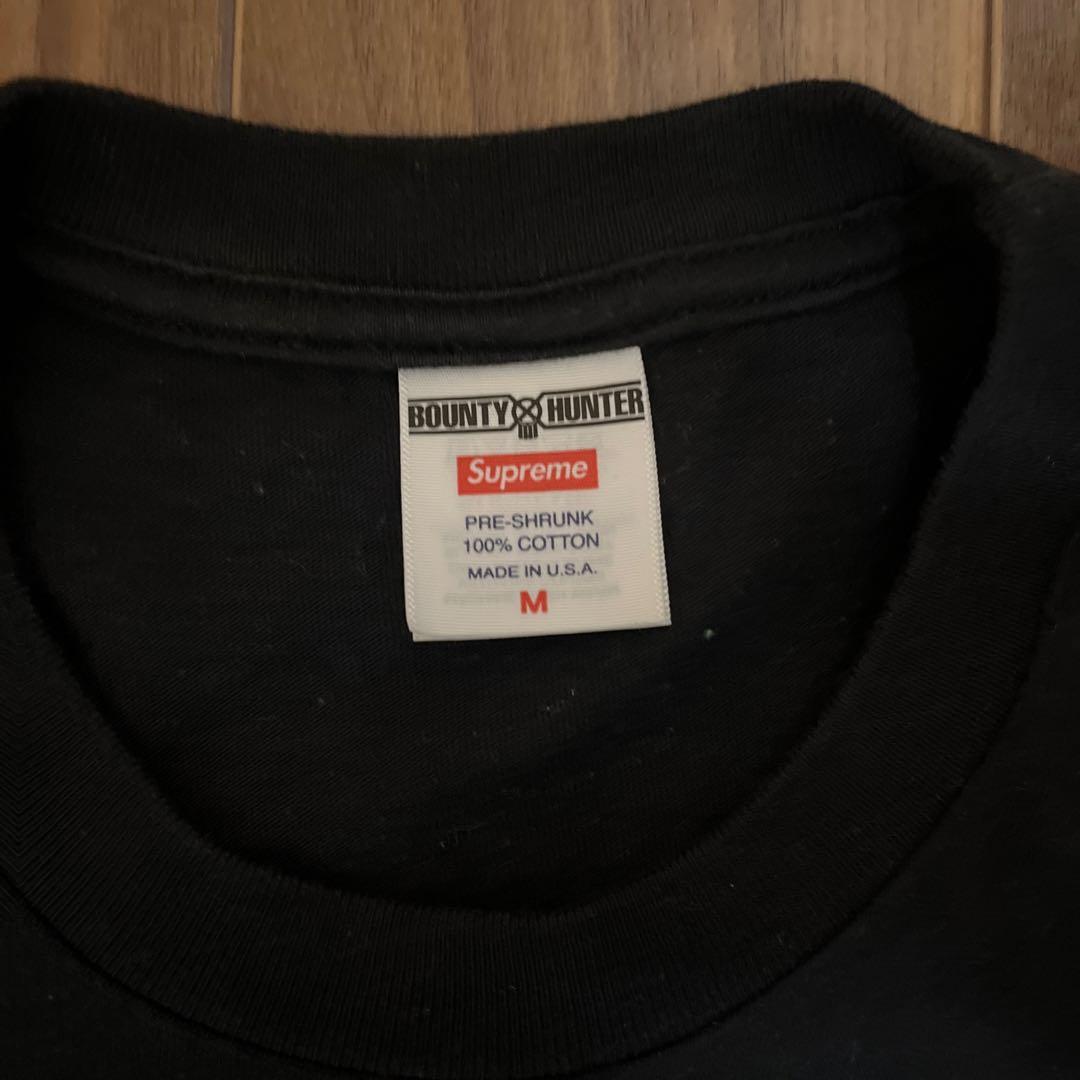 BOUNTY HUNTER
Supreme
PRE-SHRUNK
100% COTTON
MADE IN U.S.A.
M